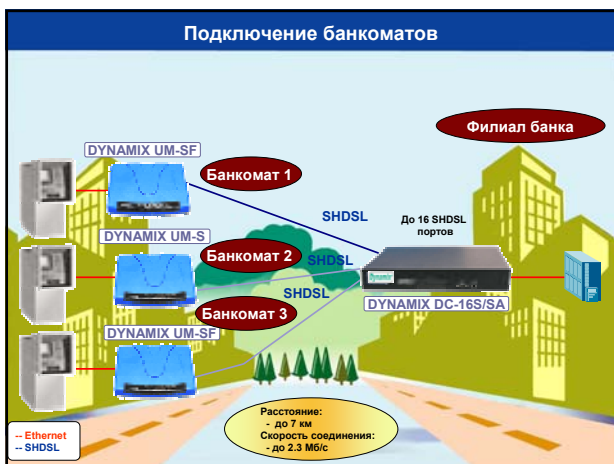 Подключение банкоматов
Филиал банка
DYNAMIX UM-SF
Банкомат 1
SHDSL
До 16 SHDSL
портов
DYNAMIX UM-S
Банкомат 2
SHDSL
Dynamix
DYNAMIX DC-16S/SA
SHDSL
Банкомат 3
DYNAMIX UM-SF
Расстояние:
- до 7 км
Скорость соединения:
- до 2.3 Мб/с
-- Ethernet
-- SHDSL